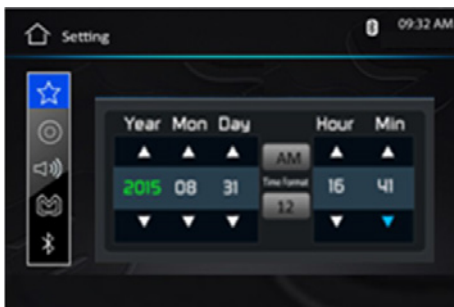 Setting
09:32 AM
Year Mon Day Hour Min
AM
Time Format
2015 08 31 16 41
12